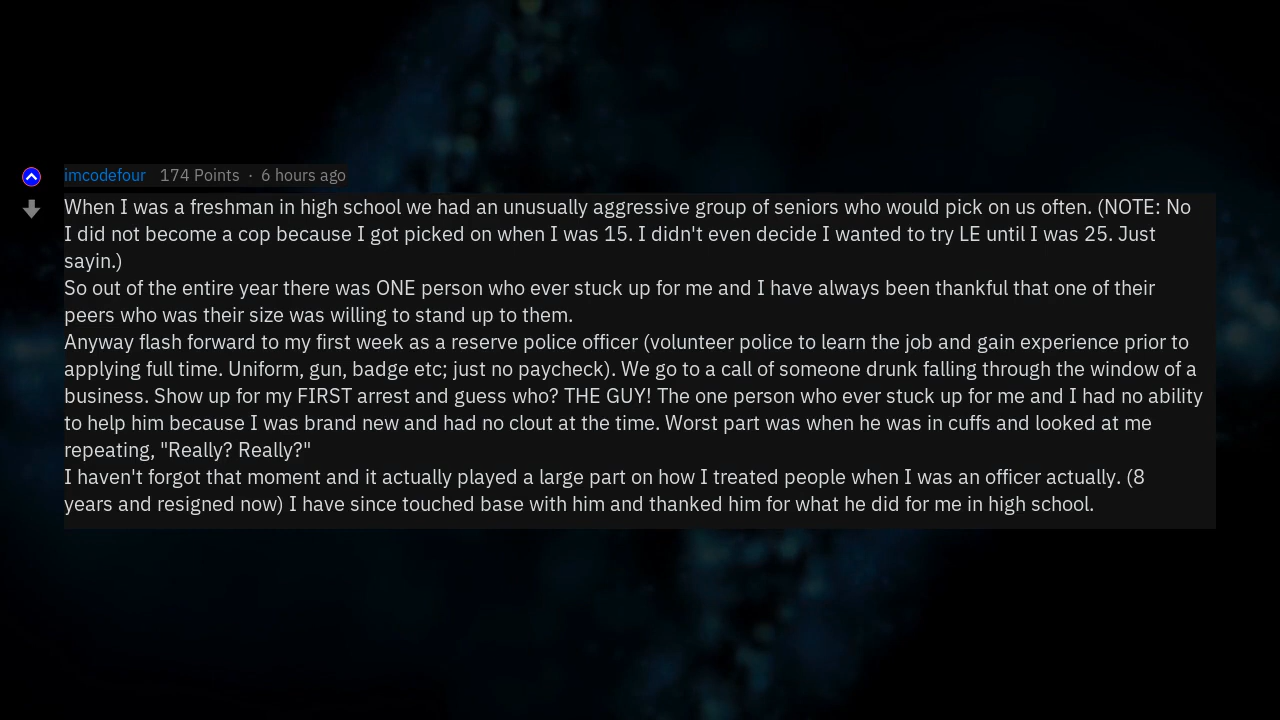 imcodefour 174 Points · 6 hours ago
When I was a freshman in high school we had an unusually aggressive group of seniors who would pick on us often. (NOTE: No
I did not become a cop because I got picked on when I was 15. I didn't even decide I wanted to try LE until I was 25. Just
sayin.)
So out of the entire year there was ONE person who ever stuck up for me and I have always been thankful that one of their
peers who was their size was willing to stand up to them.
Anyway flash forward to my first week as a reserve police officer (volunteer police to learn the job and gain experience prior to
applying full time. Uniform, gun, badge etc; just no paycheck). We go to a call of someone drunk falling through the window of a
business. Show up for my FIRST arrest and guess who? THE GUY! The one person who ever stuck up for me and I had no ability
to help him because I was brand new and had no clout at the time. Worst part was when he was in cuffs and looked at me
repeating, "Really? Really?"
I haven't forgot that moment and it actually played a large part on how I treated people when I was an officer actually. (8
years and resigned now) I have since touched base with him and thanked him for what he did for me in high school.